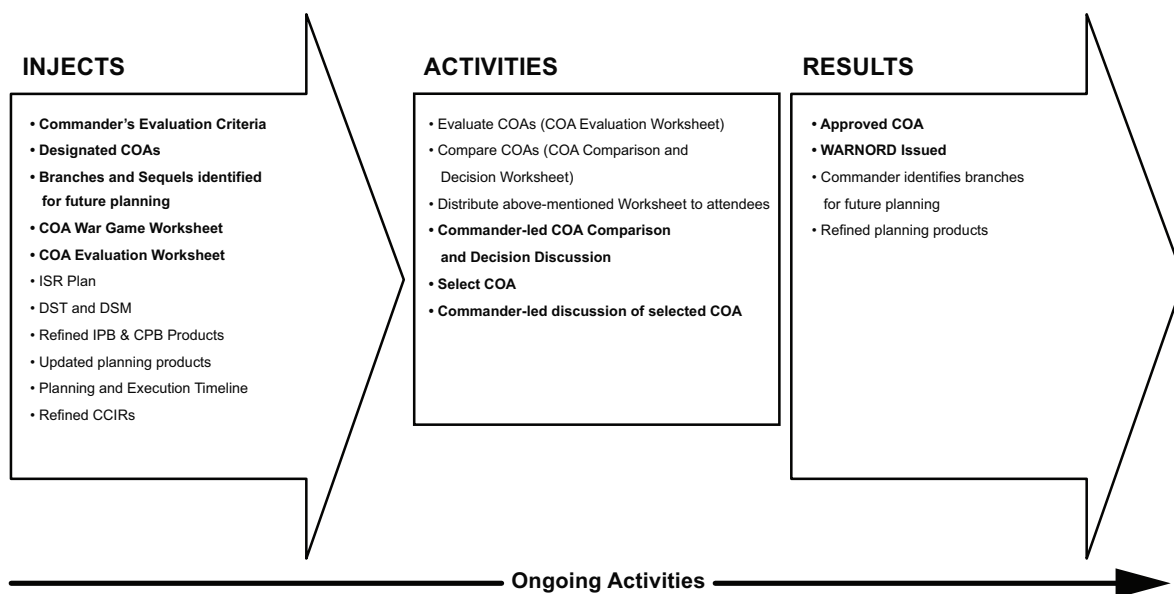 INJECTS
• Commander’s Evaluation Criteria
• Designated COAs
• Branches and Sequels identified
for future planning
• COA War Game Worksheet
• COA Evaluation Worksheet
• ISR Plan
• DST and DSM
• Refined IPB & CPB Products
• Updated planning products
• Planning and Execution Timeline
• Refined CCIRs
ACTIVITIES
• Evaluate COAs (COA Evaluation Worksheet)
• Compare COAs (COA Comparison and
Decision Worksheet)
• Distribute above-mentioned Worksheet to attendees
• Commander-led COA Comparison
and Decision Discussion
• Select COA
• Commander-led discussion of selected COA
RESULTS
• Approved COA
• WARNORD Issued
• Commander identifies branches
for future planning
• Refined planning products
Ongoing Activities